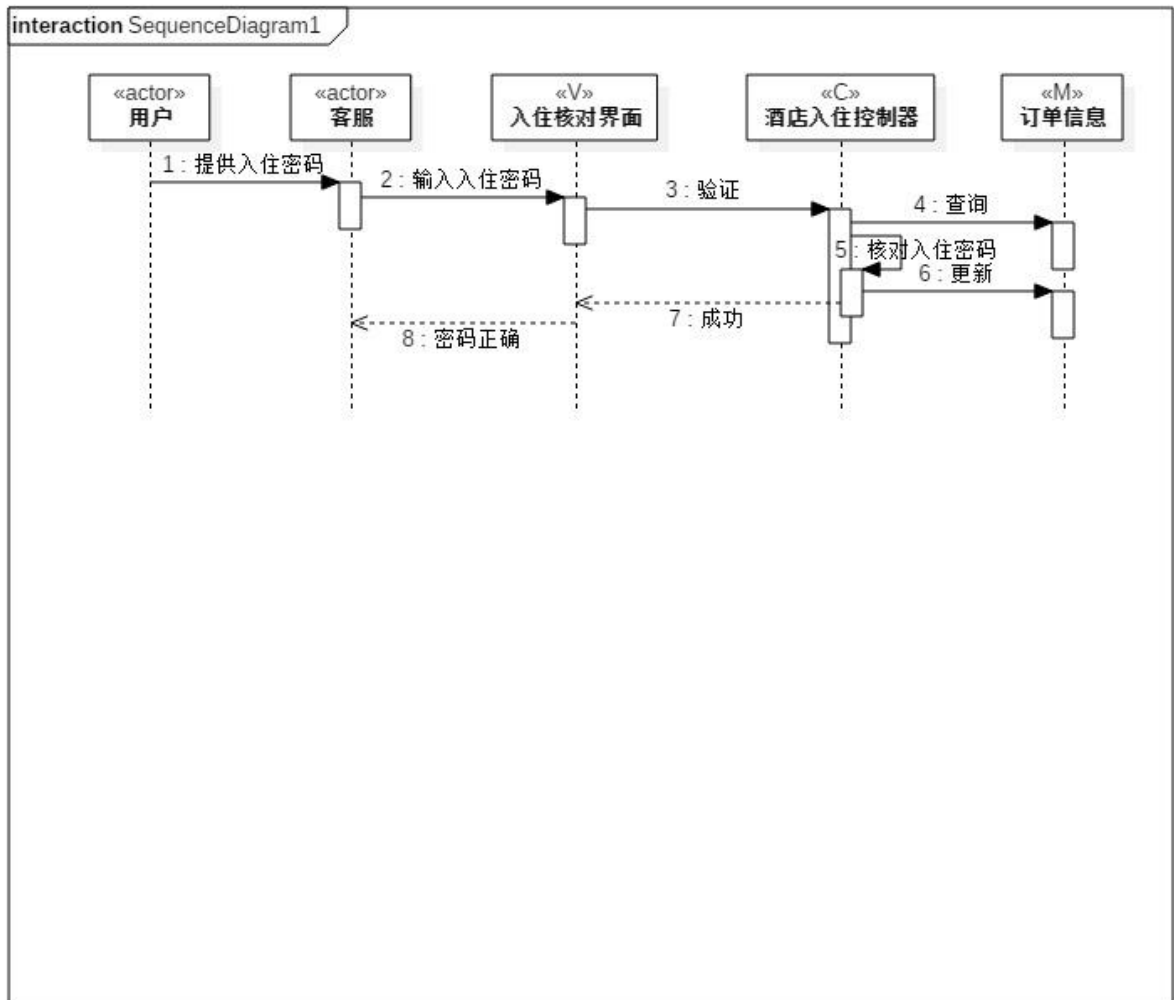 interaction SequenceDiagram1
«actor»
用户
«actor»
客服
«V»
入住核对界面
«C»
酒店入住控制器
«M»
订单信息
1 : 提供入住密码
2 : 输入入住密码
3 : 验证
4 : 查询
5 : 核对入住密码
6 : 更新
7 : 成功
8 : 密码正确